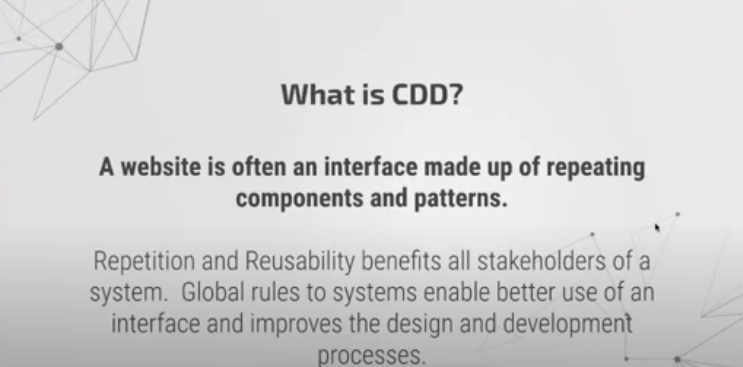 What is CDD?
A website is often an interface made up of repeating
components and patterns.
Repetition and Reusability benefits all stakeholders of a
system.  Global rules to systems enable better use of an
interface and improves the design and development
processes.